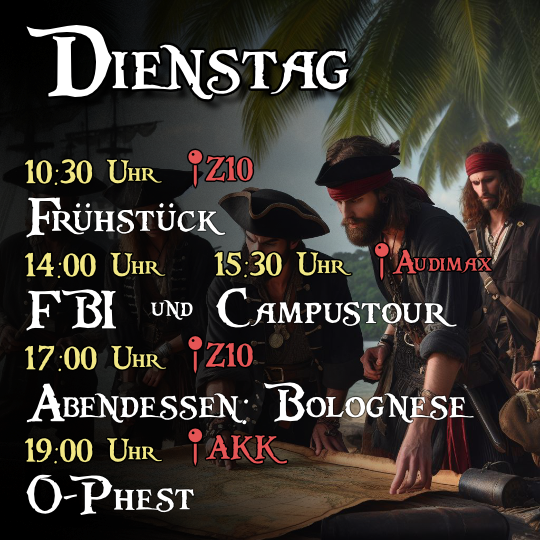 Dienstag
10:30 Uhr Z10
Frühstück
14:00 Uhr 15:30 Uhr Audimax
FBI und Campustour
17:00 Uhr Z10
Abendessen: Bolognese
19:00 Uhr AKK
O-Phest